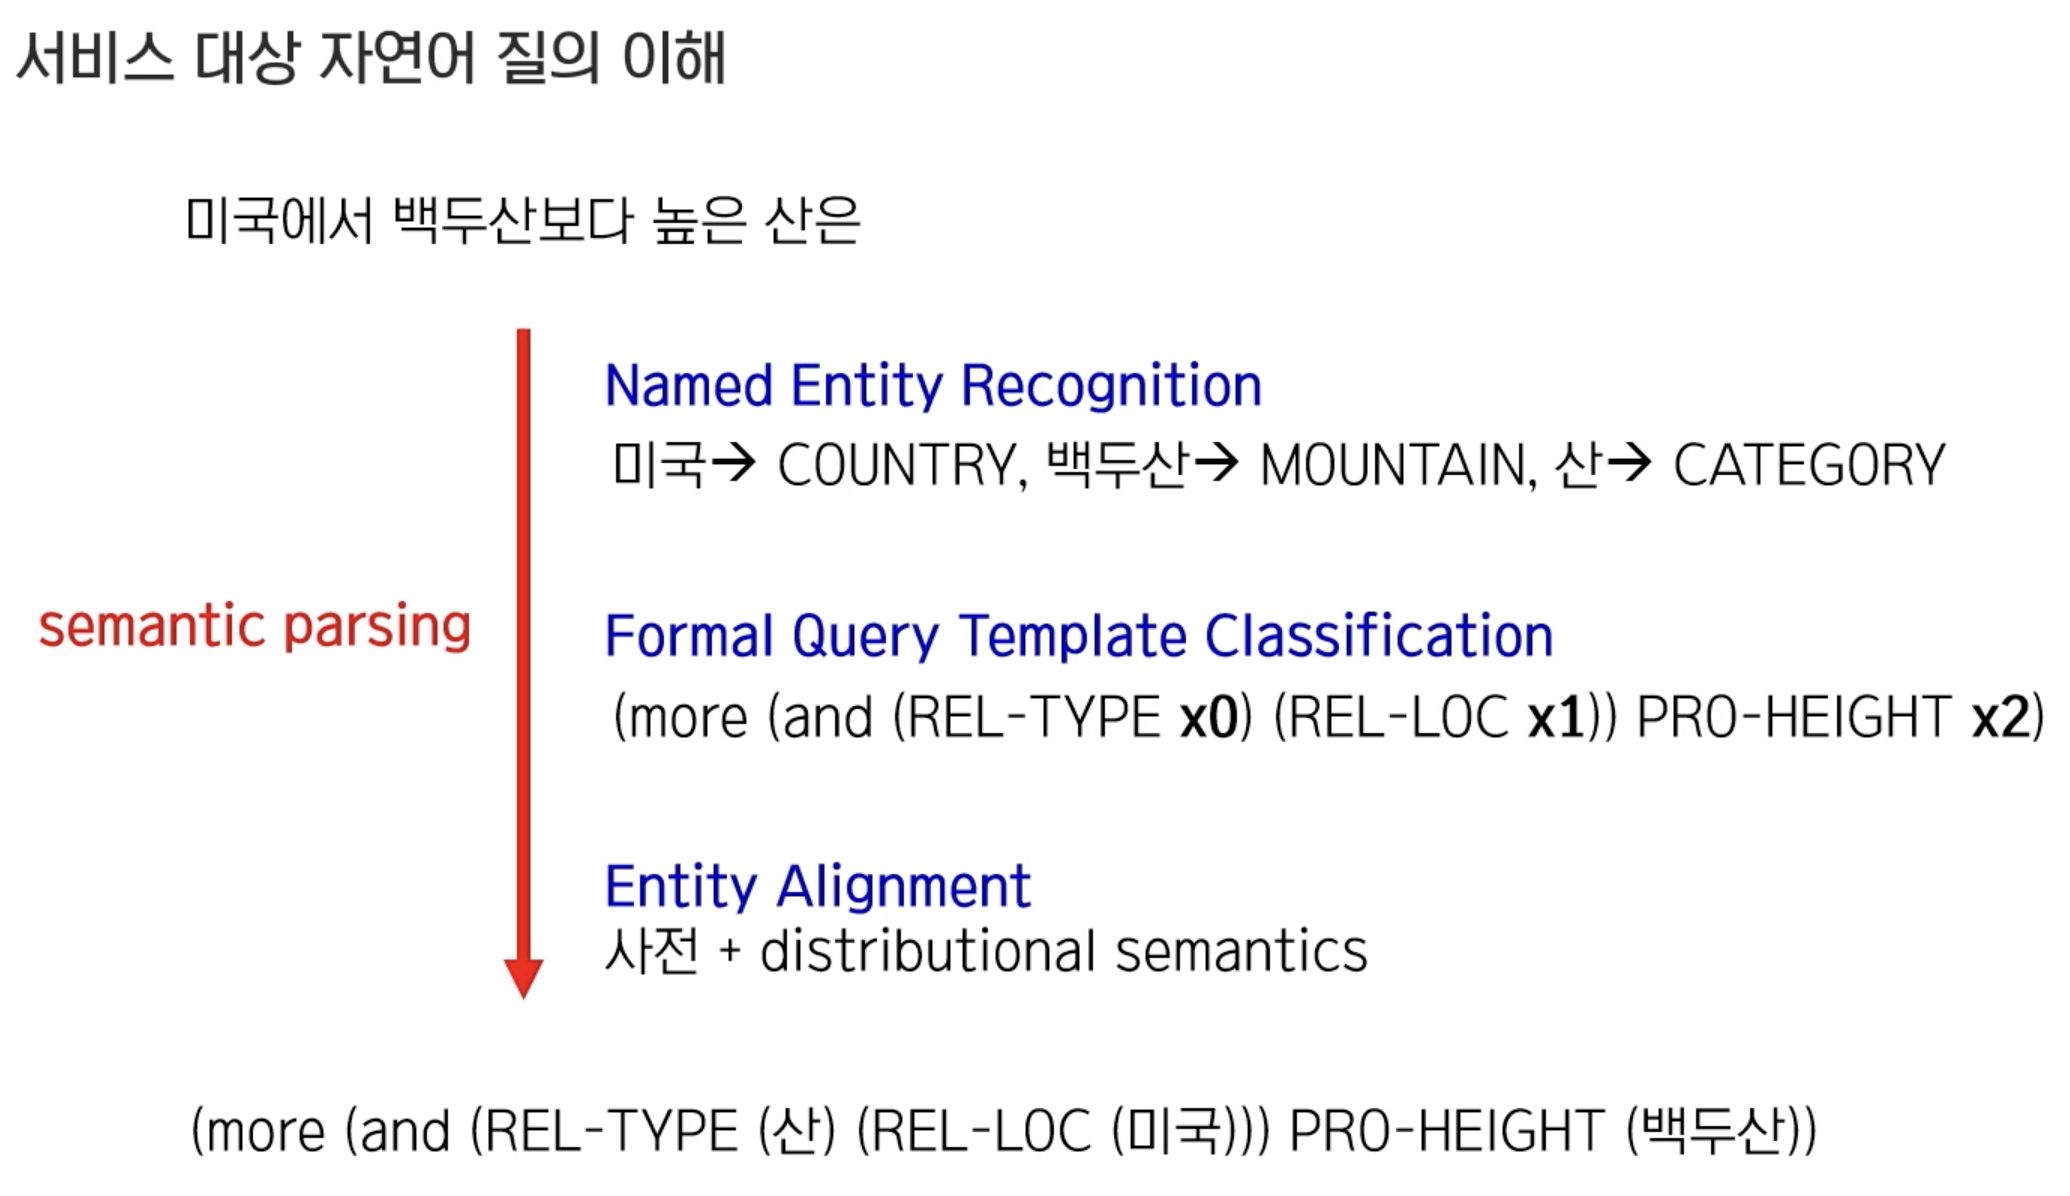 서비스 대상 자연어 질의 이해
미국에서 백두산보다 높은 산은
Named Entity Recognition
미국→ COUNTRY, 백두산→ MOUNTAIN, 산→ CATEGORY
semantic parsing
Formal Query Template Classification
(more (and (REL-TYPE x0) (REL-LOC x1)) PRO-HEIGHT x2)
Entity Alignment
사전 + distributional semantics
(more (and (REL-TYPE (산) (REL-LOC (미국))) PRO-HEIGHT (백두산))